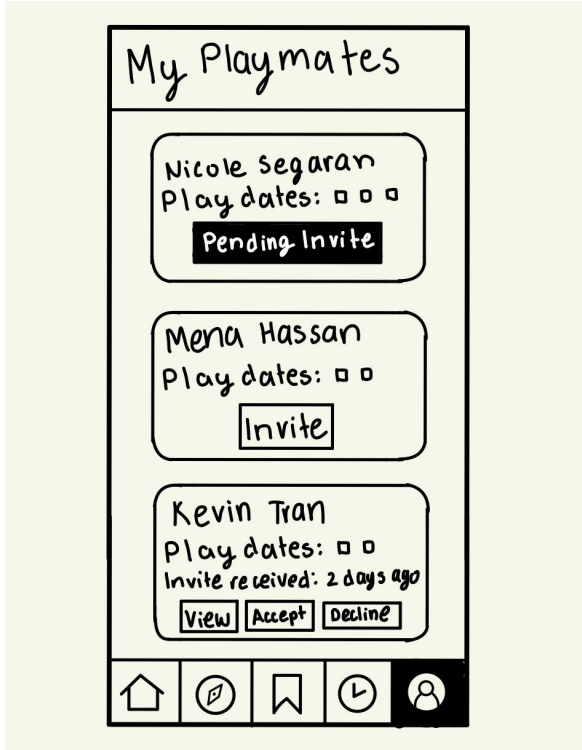 My Playmates
Nicole Segaran
Play dates:
Pending Invite
Mena Hassan
Play dates:
Invite
Kevin Tran
Play dates:
Invite received: 2 days ago
View Accept Decline